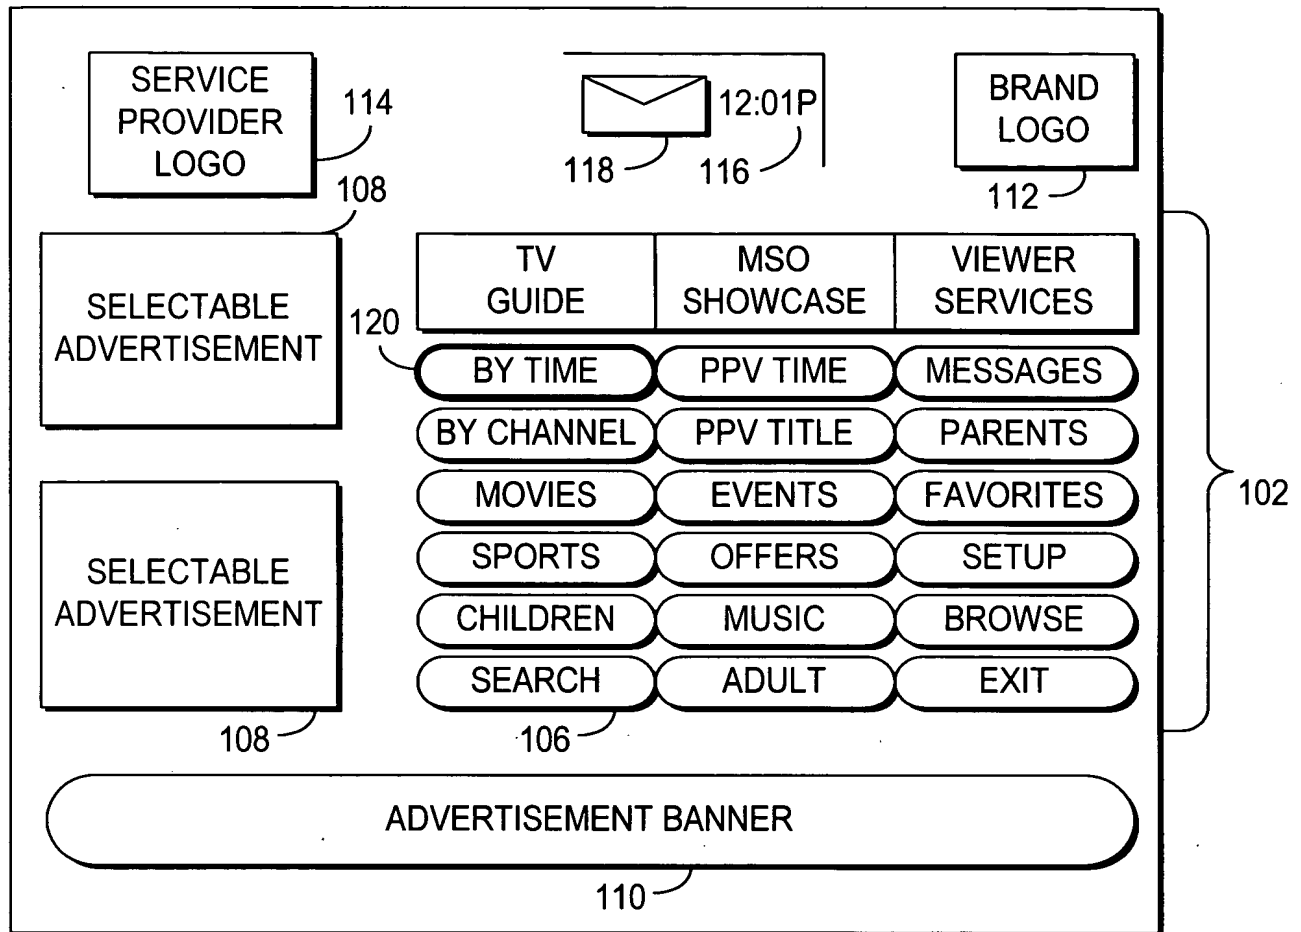 SERVICE
PROVIDER
LOGO
114
118
12:01P
116
BRAND
LOGO
112
108
SELECTABLE
ADVERTISEMENT
SELECTABLE
ADVERTISEMENT
108
TV
GUIDE
MSO
SHOWCASE
VIEWER
SERVICES
120
BY TIME PPV TIME MESSAGES
BY CHANNEL PPV TITLE PARENTS
MOVIES EVENTS FAVORITES
SPORTS OFFERS SETUP
CHILDREN MUSIC BROWSE
SEARCH ADULT EXIT
106
102
ADVERTISEMENT BANNER
110